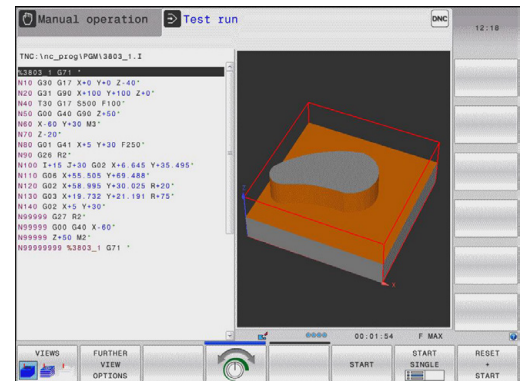 Manual operation
Test run
DNC
12:18
TNC:\nc_prog\PGM\3803_1.I
%3803_1 G71 *
N10 G30 G17 X+0 Y+0 Z-40*
N20 G31 G90 X+100 Y+100 Z+0*
N40 T30 G17 S500 F100*
N50 G00 G40 G90 Z+50*
N60 X-60 Y+30 M3*
N70 Z-20*
N80 G01 G41 X+5 Y+30 F250*
N90 G26 R2*
N100 I+15 J+30 G02 X+6.645 Y+35.495*
N110 G06 X+55.505 Y+69.488*
N120 G02 X+58.995 Y+30.025 R+20*
N130 G03 X+19.732 Y+21.191 R+75*
N140 G02 X+5 Y+30*
N99999 G27 R2*
N99999 G00 G40 X-60*
N99999 Z+50 M2*
N99999999 %3803_1 G71 *
Z
X
00:01:54
F MAX
VIEWS
FURTHER
VIEW
OPTIONS
START
START
SINGLE
RESET
+
START